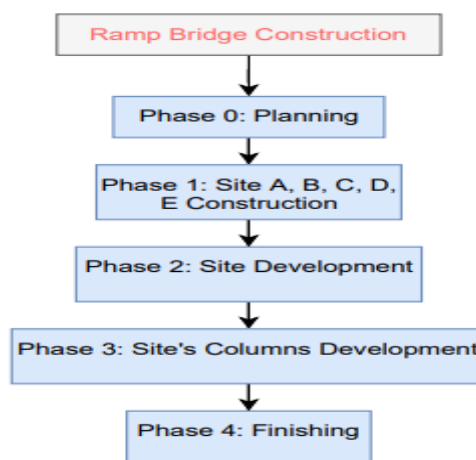 Ramp Bridge Construction
Phase 0: Planning
Phase 1: Site A, B, C, D,
E Construction
Phase 2: Site Development
Phase 3: Site's Columns Development
Phase 4: Finishing